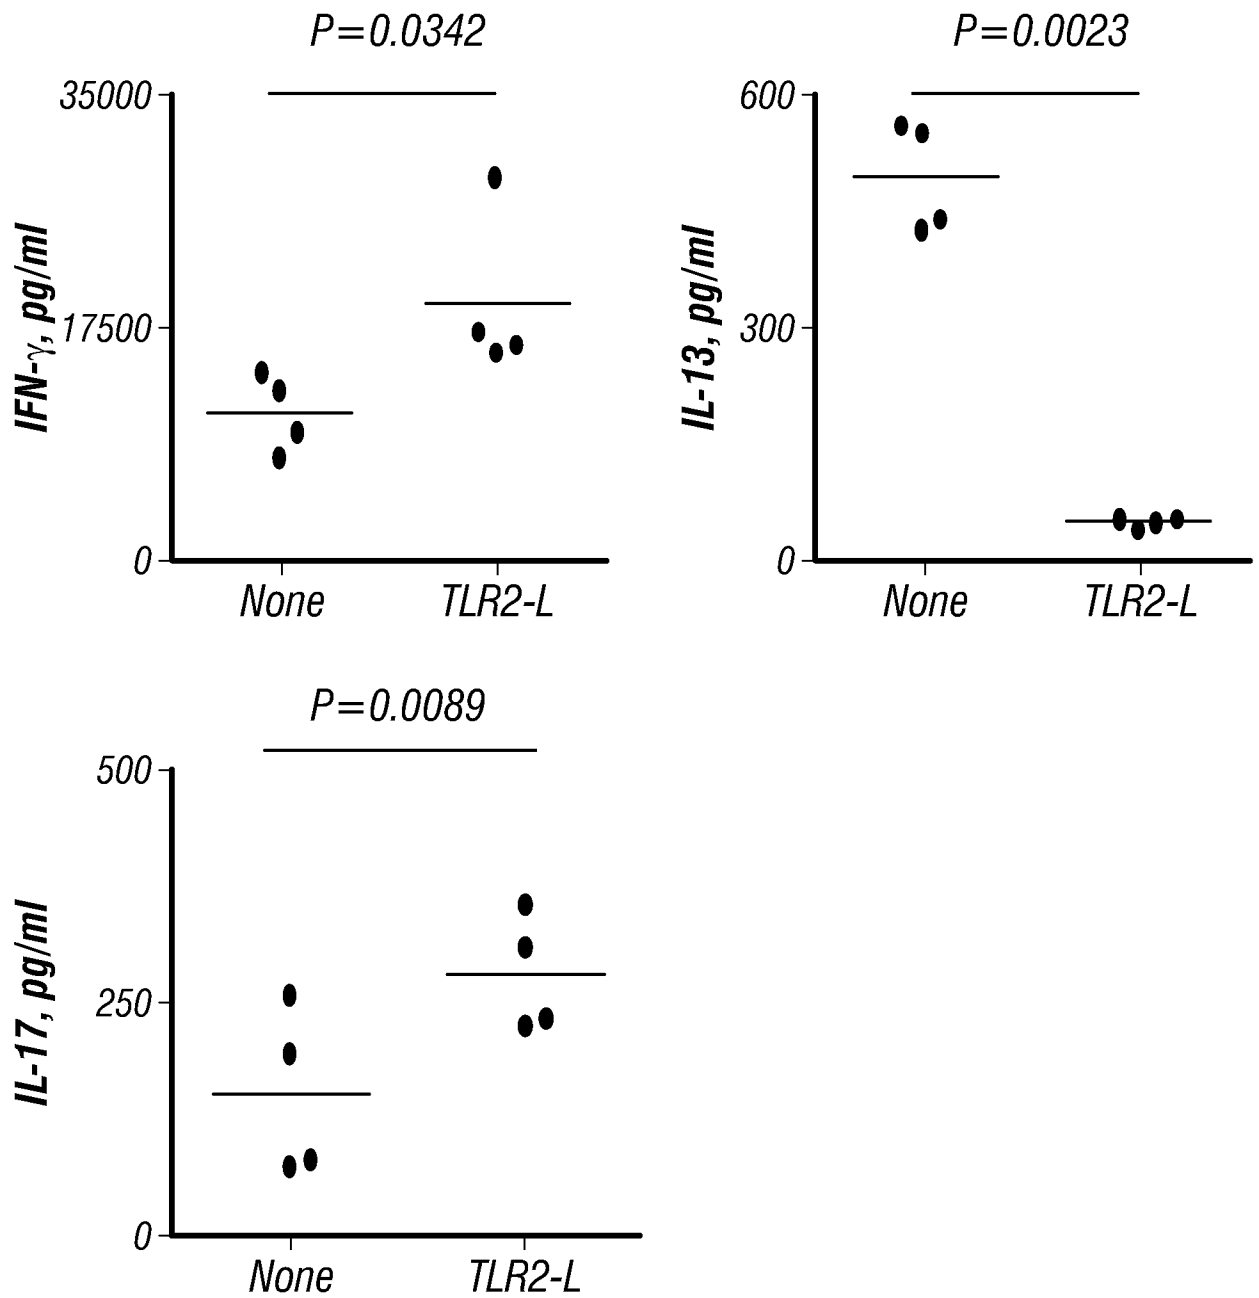 P=0.0342
35000
17500
0
IFN-γ, pg/ml
None TLR2-L
P=0.0023
600
300
0
IL-13, pg/ml
None TLR2-L
P=0.0089
500
250
0
IL-17, pg/ml
None TLR2-L